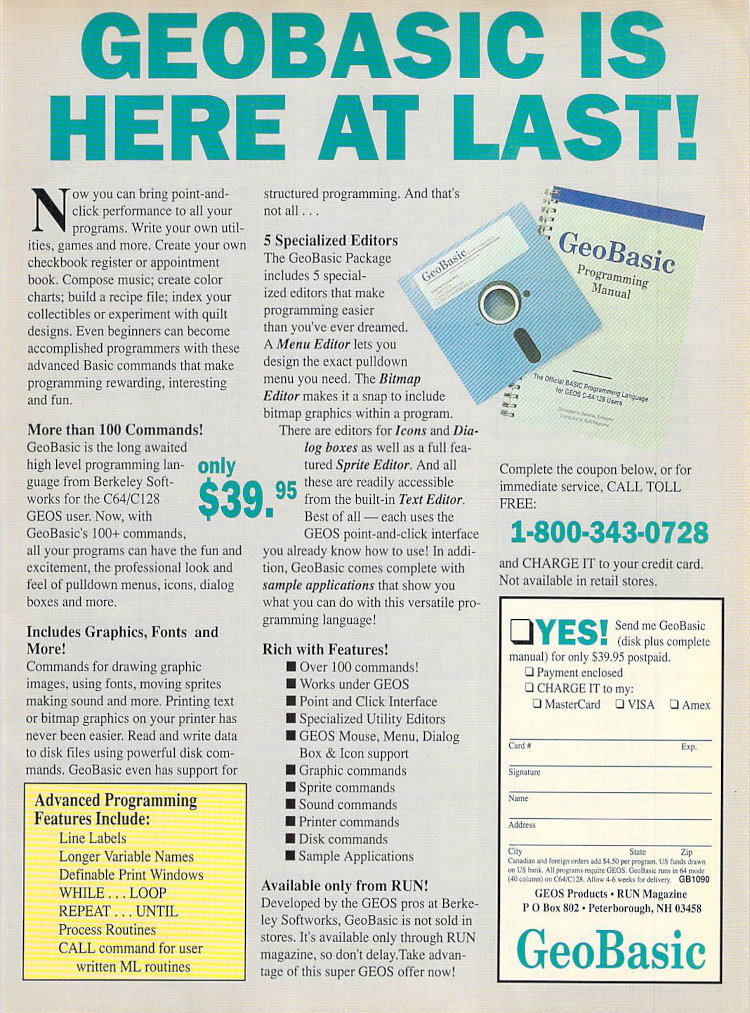 GEOBASIC IS
HERE AT LAST!
Now you can bring point-and-
click performance to all your
programs. Write your own util-
ities, games and more. Create your own
checkbook register or appointment
book. Compose music; create color
charts; build a recipe file; index your
collectibles or experiment with quilt
designs. Even beginners can become
accomplished programmers with these
advanced Basic commands that make
programming rewarding, interesting
and fun.
More than 100 Commands!
GeoBasic is the long awaited
high level programming lan-
guage from Berkeley Soft-
works for the C64/C128
GEOS user. Now, with
GeoBasic's 100+ commands,
all your programs can have the fun and
excitement, the professional look and
feel of pulldown menus, icons, dialog
boxes and more.
only
$39.95
Includes Graphics, Fonts and
More!
Commands for drawing graphic
images, using fonts, moving sprites
making sound and more. Printing text
or bitmap graphics on your printer has
never been easier. Read and write data
to disk files using powerful disk com-
mands. GeoBasic even has support for
Advanced Programming
Features Include:
Line Labels
Longer Variable Names
Definable Print Windows
WHILE . . . LOOP
REPEAT . . . UNTIL
Process Routines
CALL command for user
written ML routines
structured programming. And that's
not all . . .
5 Specialized Editors
The GeoBasic Package
includes 5 special-
ized editors that make
programming easier
than you've ever dreamed.
A Menu Editor lets you
design the exact pulldown
menu you need. The Bitmap
Editor makes it a snap to include
bitmap graphics within a program.
There are editors for Icons and Dia-
log boxes as well as a full fea-
tured Sprite Editor. And all
these are readily accessible
from the built-in Text Editor.
Best of all — each uses the
GEOS point-and-click interface
you already know how to use! In addi-
tion, GeoBasic comes complete with
sample applications that show you
what you can do with this versatile pro-
gramming language!
Rich with Features!
Over 100 commands!
Works under GEOS
Point and Click Interface
Specialized Utility Editors
GEOS Mouse, Menu, Dialog
Box & Icon support
Graphic commands
Sprite commands
Sound commands
Printer commands
Disk commands
Sample Applications
Available only from RUN!
Developed by the GEOS pros at Berke-
ley Softworks, GeoBasic is not sold in
stores. It's available only through RUN
magazine, so don't delay.Take advan-
tage of this super GEOS offer now!
GeoBasic
GeoBasic
Programming
Manual
The Official BASIC Programming Language
for GEOS C-64/128 Users
Developed by Berkeley Softworks
Distributed by RUN Magazine
Complete the coupon below, or for
immediate service, CALL TOLL
FREE:
1-800-343-0728
and CHARGE IT to your credit card.
Not available in retail stores.
YES! Send me GeoBasic
(disk plus complete
manual) for only $39.95 postpaid.
Payment enclosed
CHARGE IT to my:
MasterCard VISA Amex
Card # Exp.
Signature
Name
Address
City State Zip
Canadian and foreign orders add $4.50 per program. US funds drawn
on US bank. All programs require GEOS. GeoBasic runs in 64 mode
(40 column) on C64/C128. Allow 4-6 weeks for delivery. GB1090
GEOS Products • RUN Magazine
P O Box 802 • Peterborough, NH 03458
GeoBasic